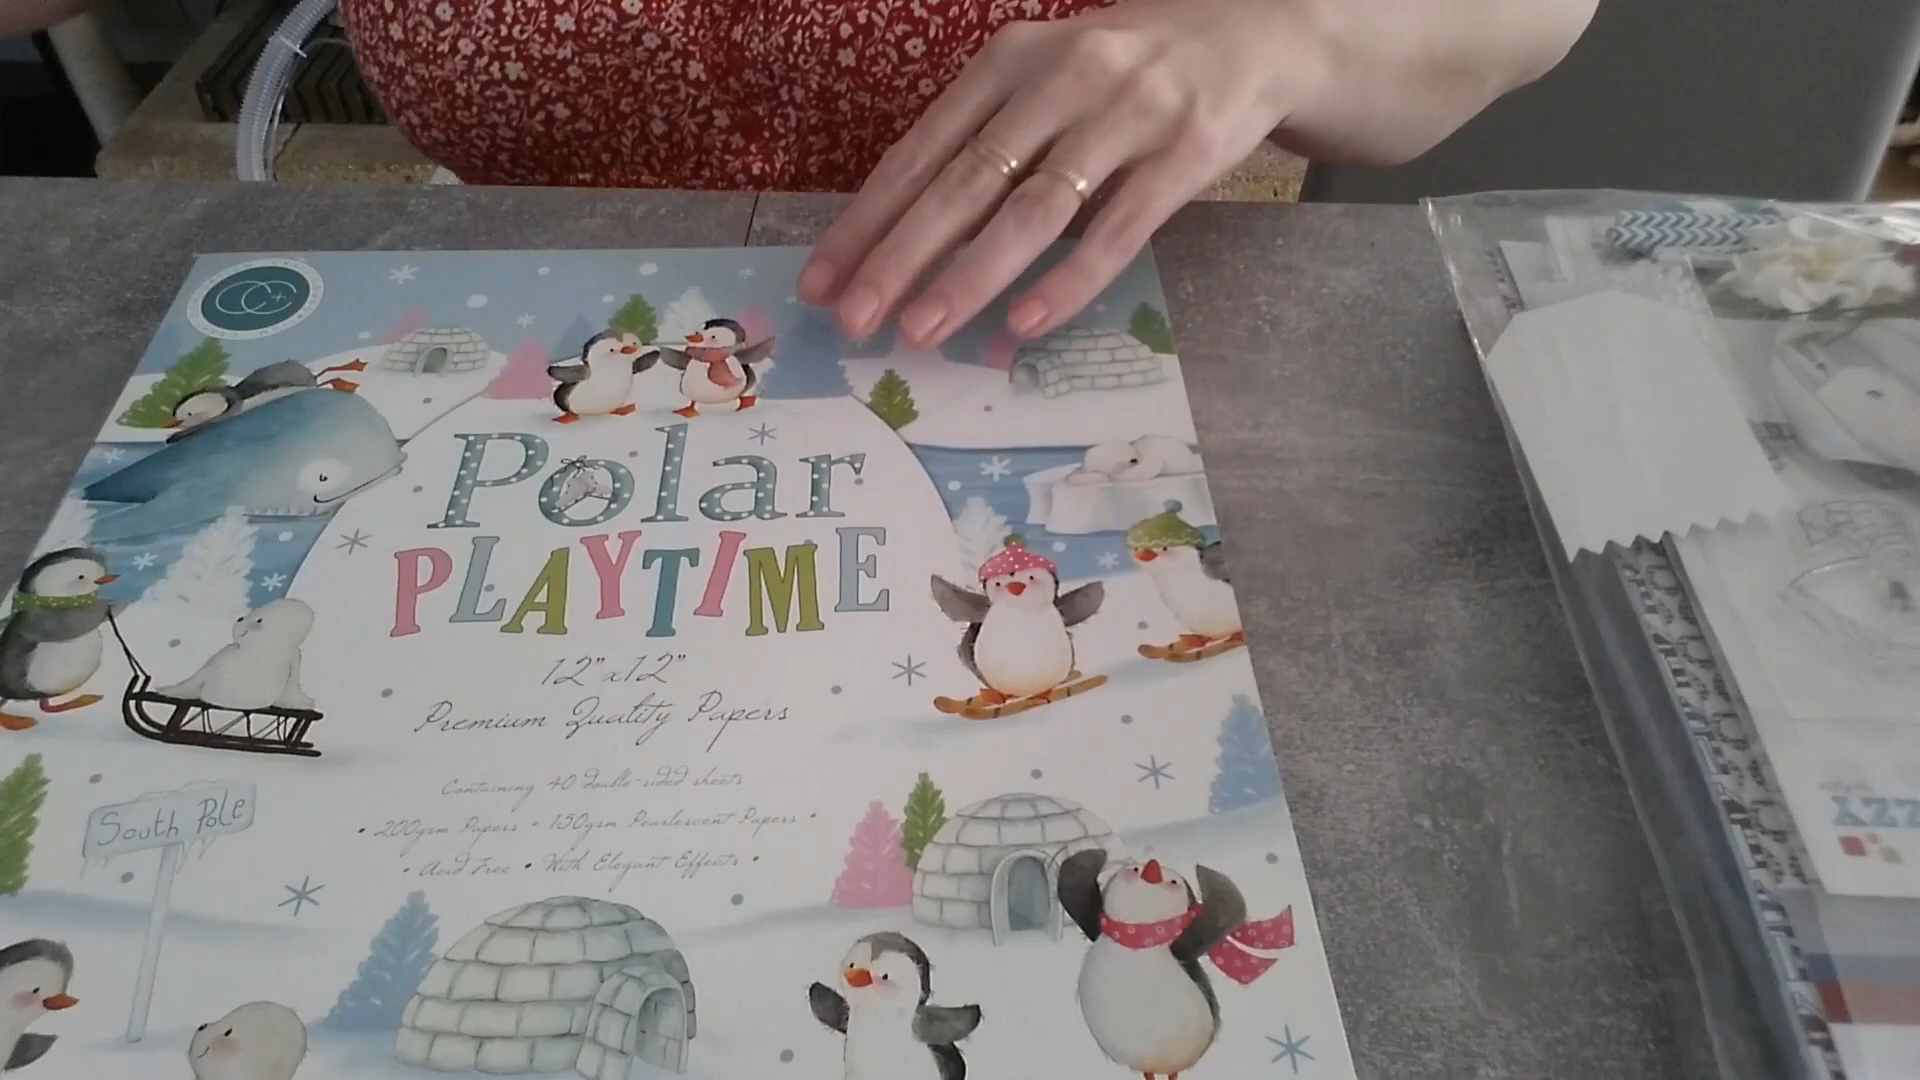 Polar
PLAYTIME
12" x 12"
Premium Quality Papers
Containing 40 double-sided sheets
• 200gsm Papers • 150gsm Pearlescent Papers •
• Acid Free • With Elegant Effects •
South Pole